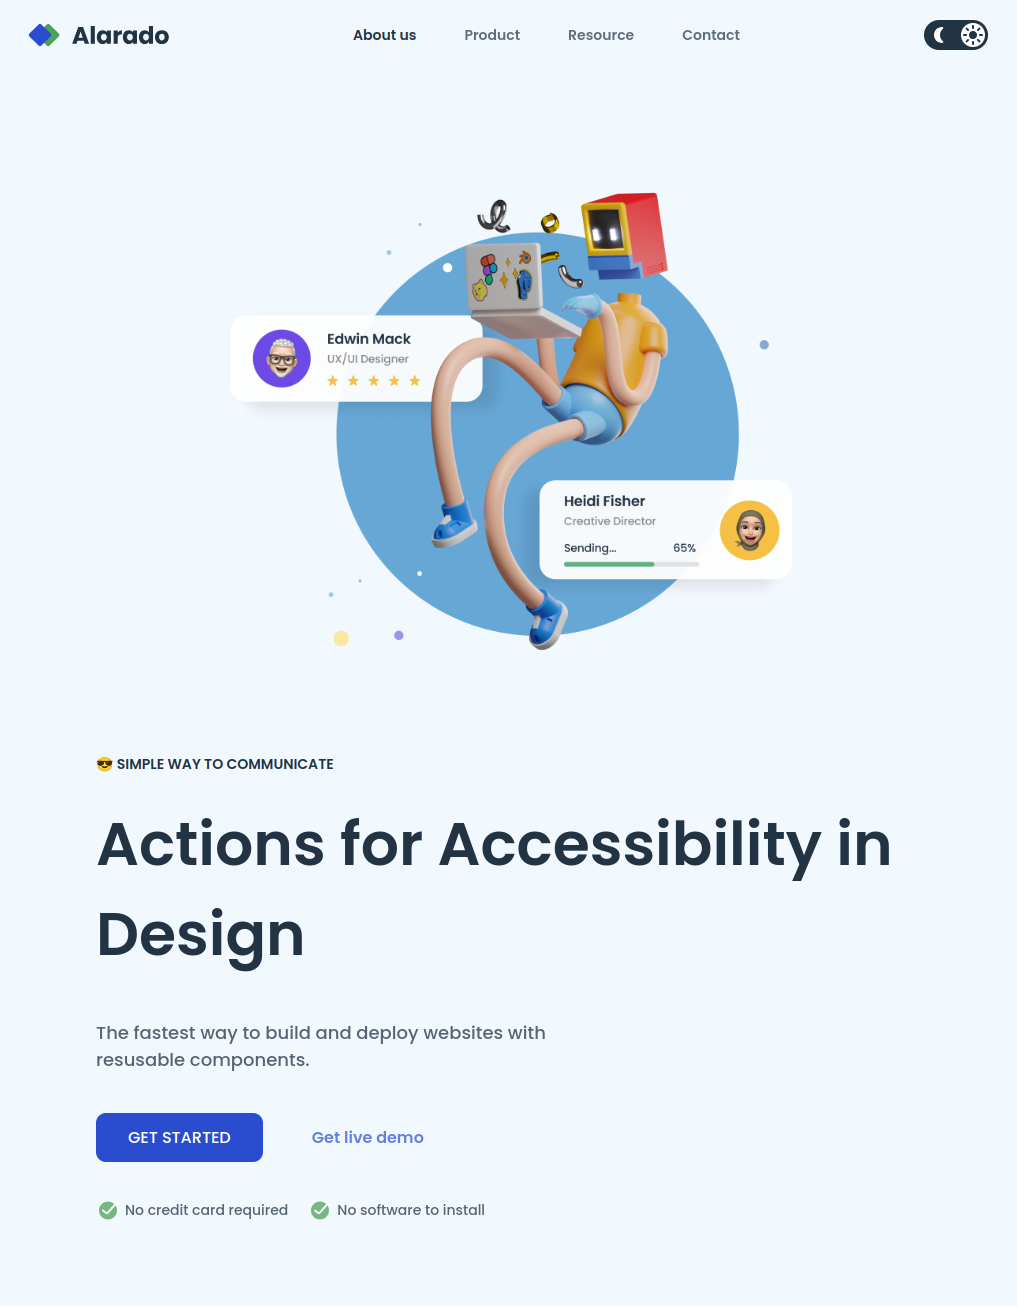 Alarado
About us
Product
Resource
Contact
Edwin Mack
UX/UI Designer
Heidi Fisher
Creative Director
Sending...
65%
😎 SIMPLE WAY TO COMMUNICATE
Actions for Accessibility in
Design
The fastest way to build and deploy websites with
resusable components.
GET STARTED
Get live demo
No credit card required
No software to install